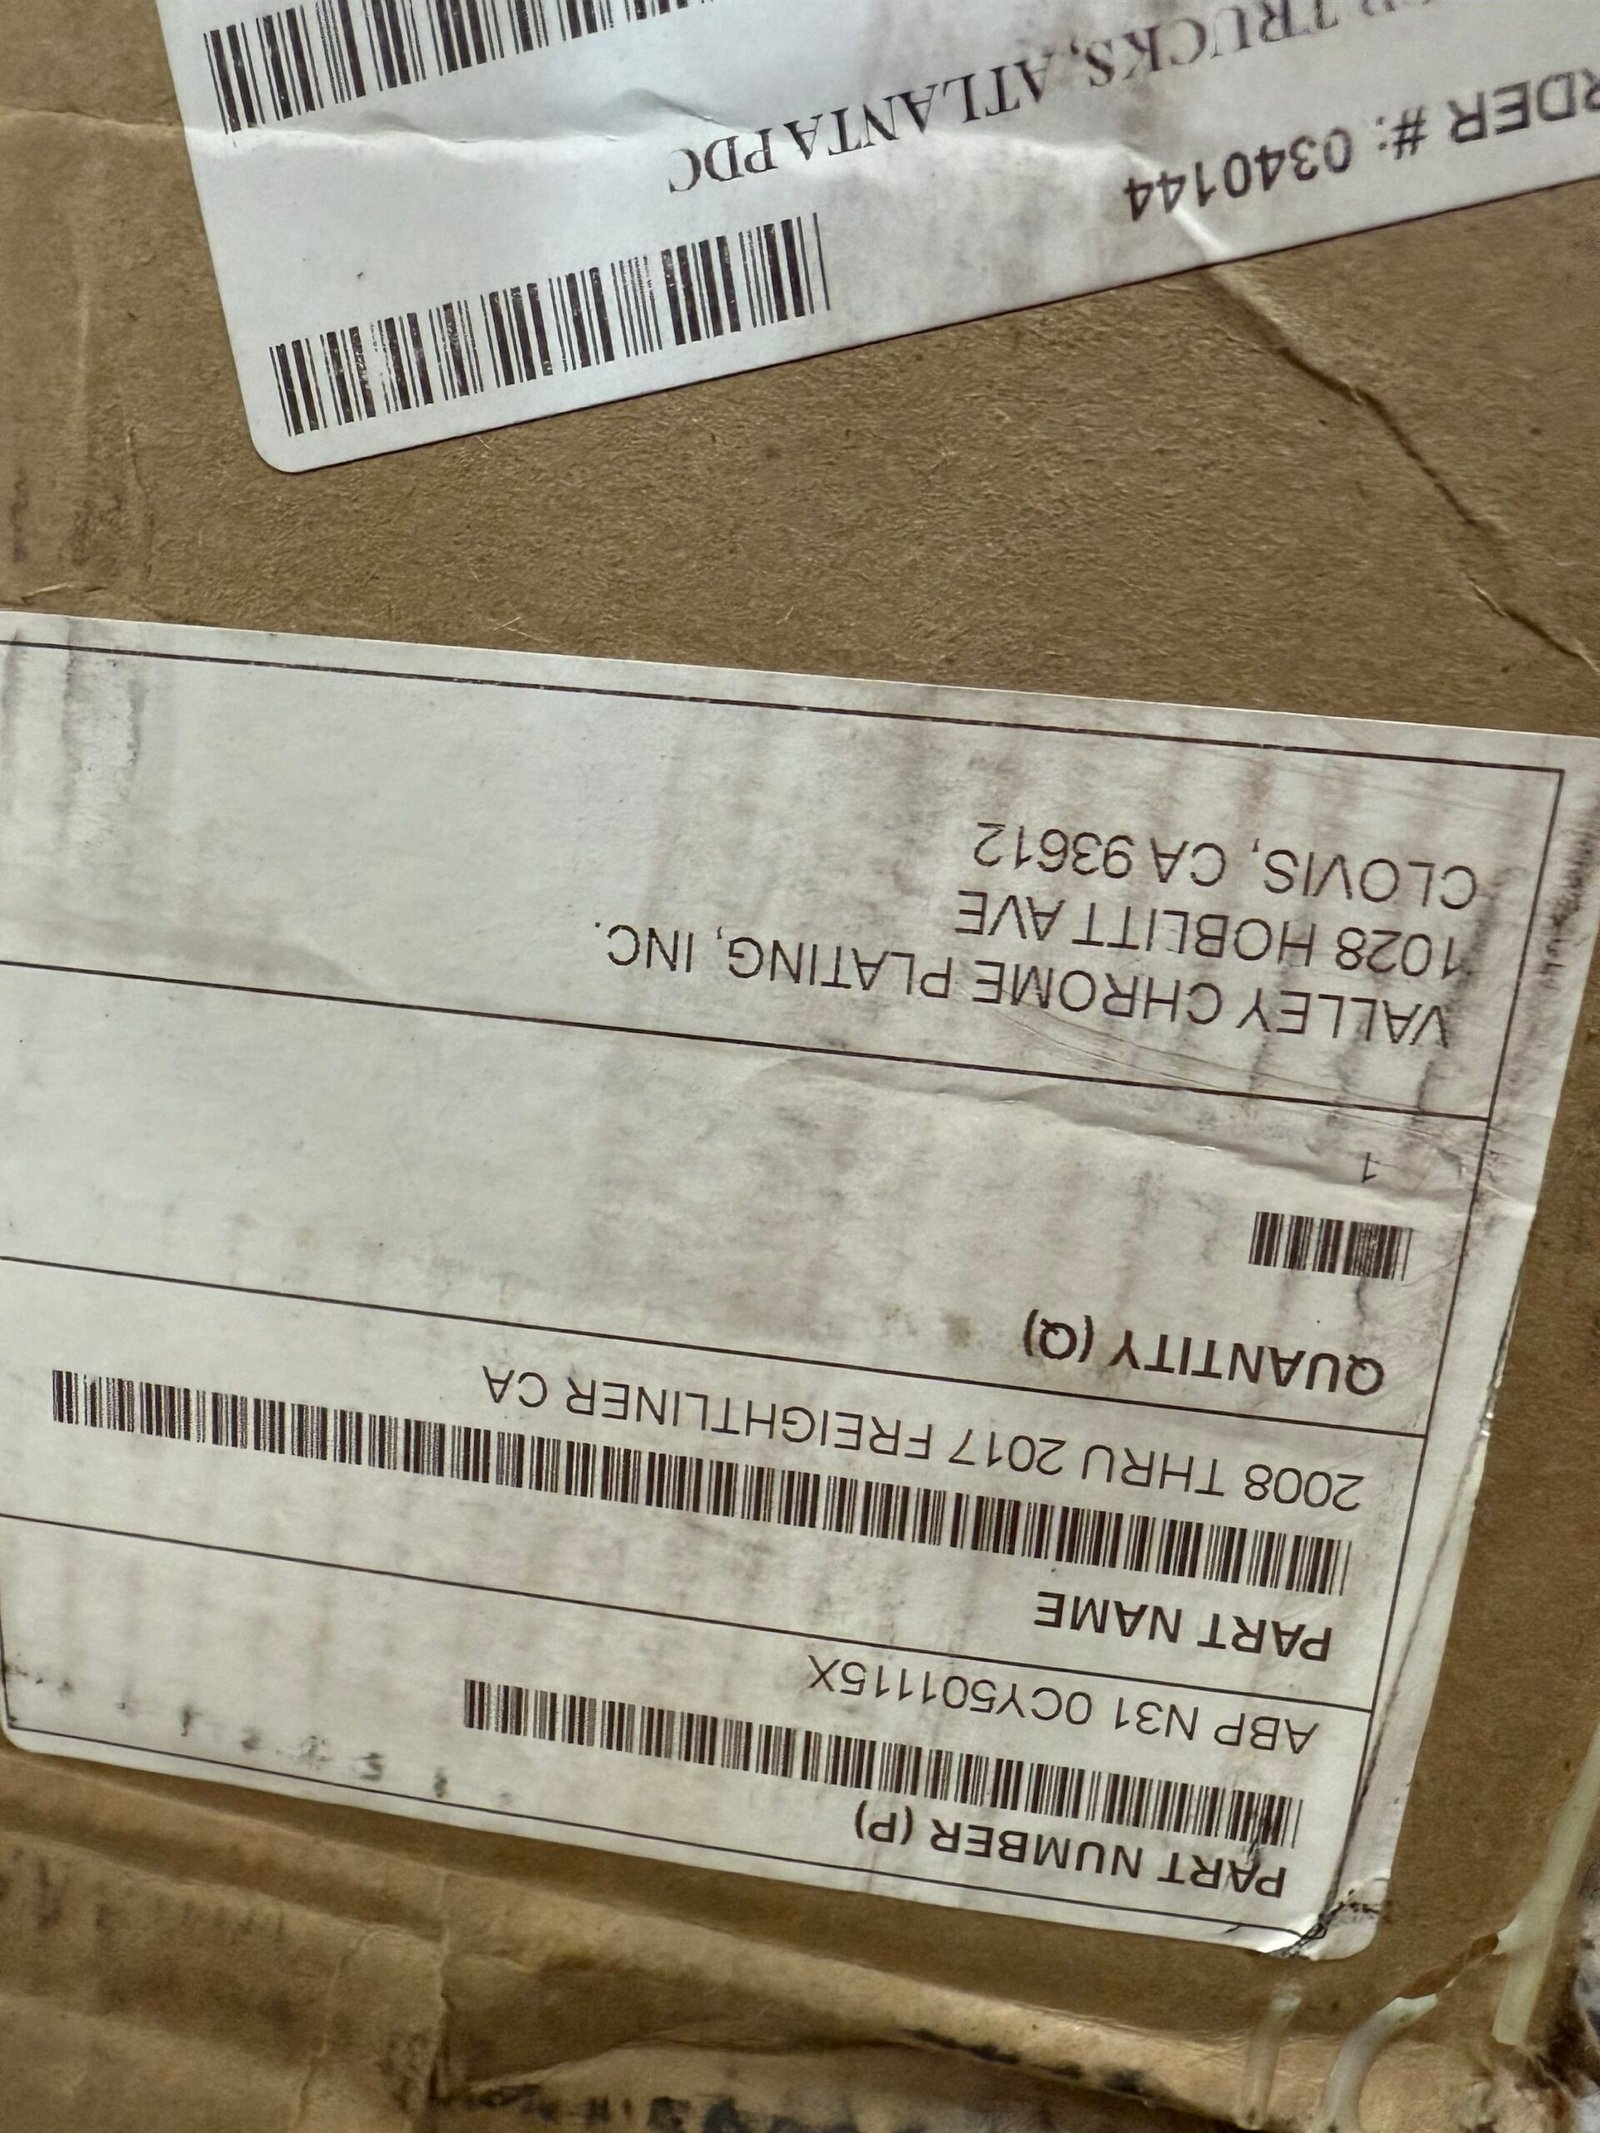 PART NUMBER (P)
ABP N31 0CY501115X
PART NAME
2008 THRU 2017 FREIGHTLINER CA
QUANTITY (Q)
1
VALLEY CHROME PLATING, INC.
1028 HOBLITT AVE
CLOVIS, CA 93612
RDER #: 0340144
TRUCKS, ATLANTA PDC